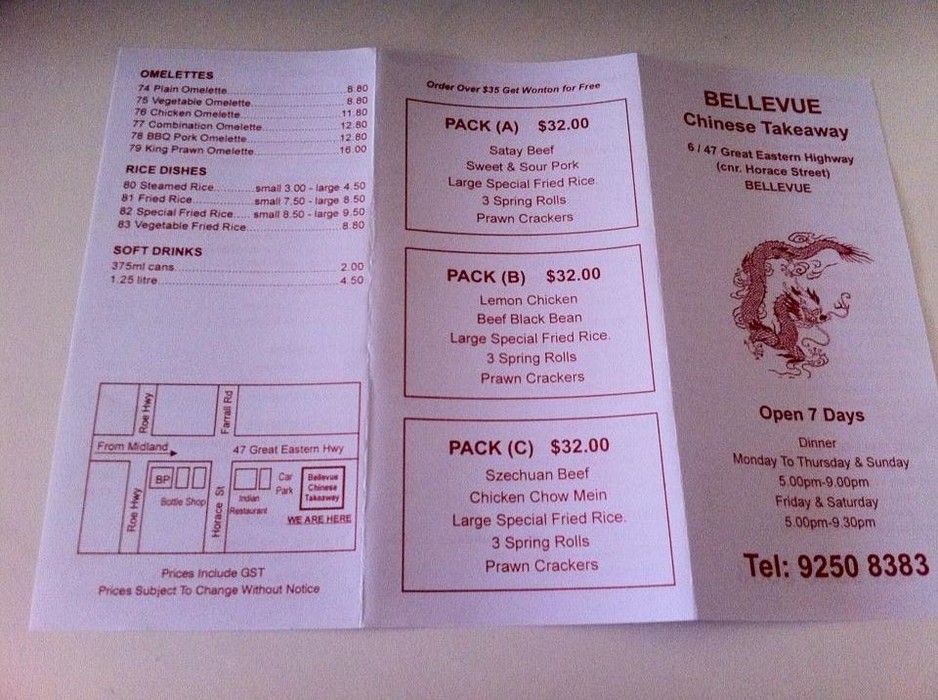 OMELETTES
74 Plain Omelette 8.80
75 Vegetable Omelette 8.80
76 Chicken Omelette 11.80
77 Combination Omelette 12.80
78 BBQ Pork Omelette 12.80
79 King Prawn Omelette 16.00
RICE DISHES
80 Steamed Rice small 3.00 - large 4.50
81 Fried Rice small 7.50 - large 8.50
82 Special Fried Rice small 8.50 - large 9.50
83 Vegetable Fried Rice 8.80
SOFT DRINKS
375ml cans 2.00
1.25 litre 4.50
Roe Hwy
Farrall Rd
From Midland
47 Great Eastern Hwy
BP
Bottle Shop
Roe Hwy
Horace St
Indian
Restaurant
Car
Park
Bellevue
Chinese
Takeaway
WE ARE HERE
Prices Include GST
Prices Subject To Change Without Notice
Order Over $35 Get Wonton for Free
PACK (A) $32.00
Satay Beef
Sweet & Sour Pork
Large Special Fried Rice.
3 Spring Rolls
Prawn Crackers
PACK (B) $32.00
Lemon Chicken
Beef Black Bean
Large Special Fried Rice.
3 Spring Rolls
Prawn Crackers
PACK (C) $32.00
Szechuan Beef
Chicken Chow Mein
Large Special Fried Rice.
3 Spring Rolls
Prawn Crackers
BELLEVUE
Chinese Takeaway
6 / 47 Great Eastern Highway
(cnr. Horace Street)
BELLEVUE
Open 7 Days
Dinner
Monday To Thursday & Sunday
5.00pm-9.00pm
Friday & Saturday
5.00pm-9.30pm
Tel: 9250 8383